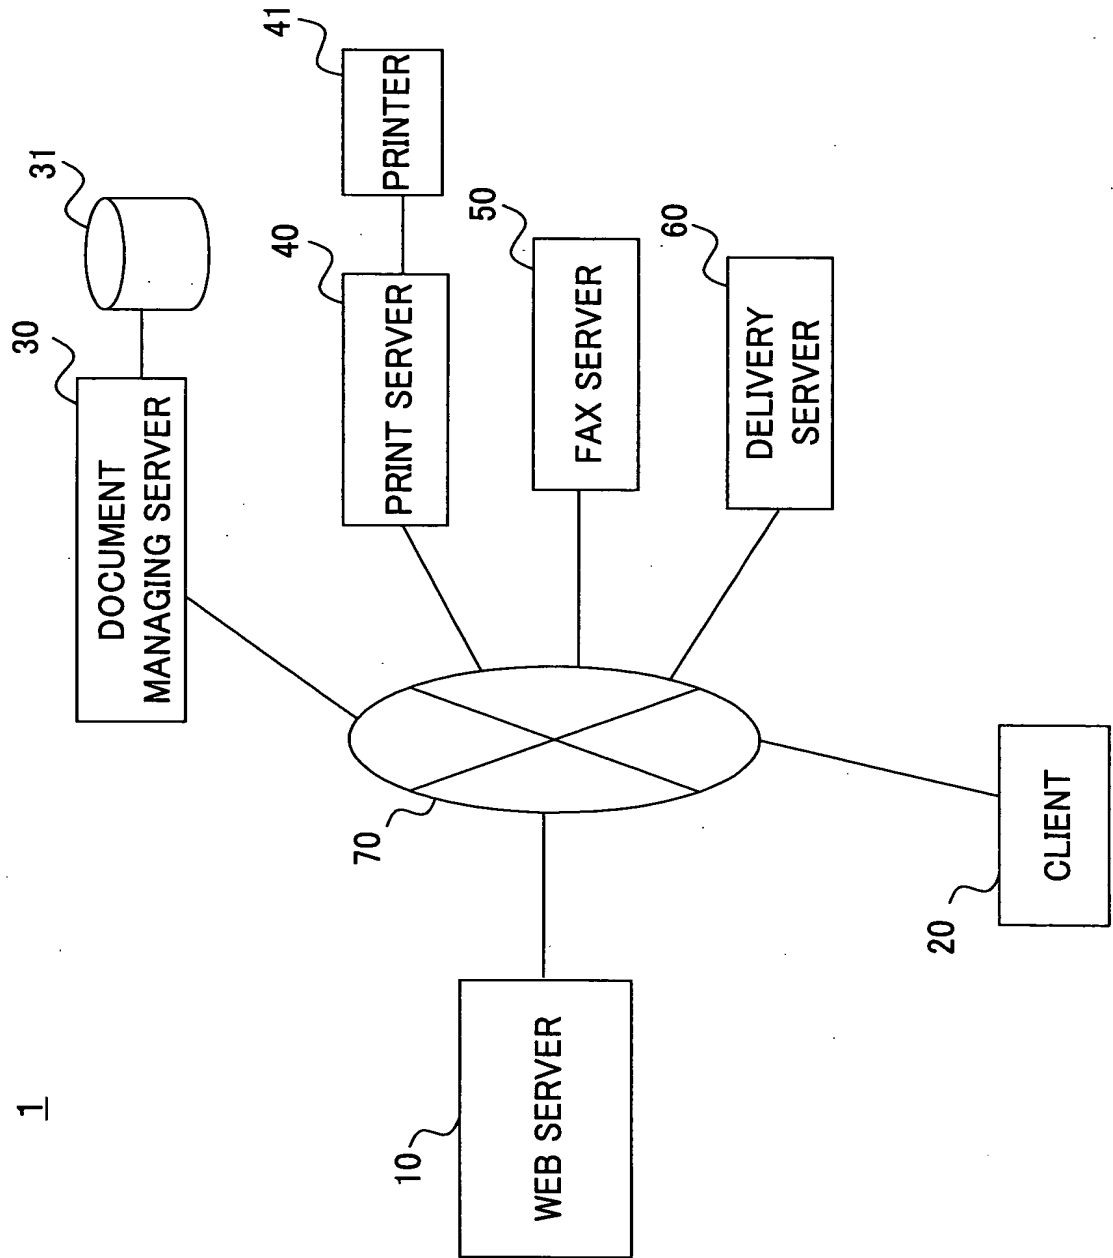 1
10
WEB SERVER
70
20
CLIENT
30
DOCUMENT
MANAGING SERVER
31
40
PRINT SERVER
41
PRINTER
50
FAX SERVER
60
DELIVERY
SERVER